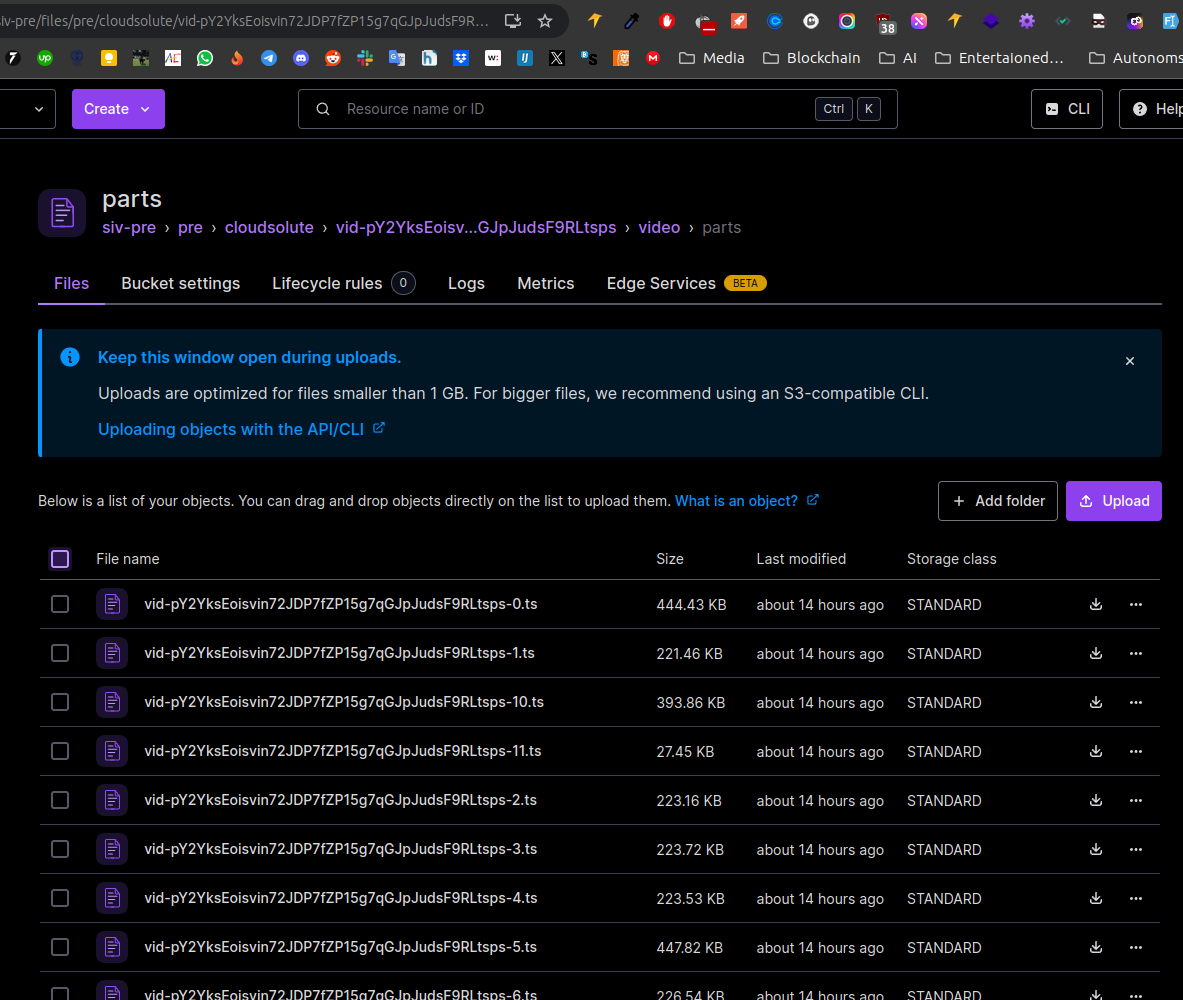 siv-pre/files/pre/cloudsolute/vid-pY2YksEoisvin72JDP7fZP15g7qGJpJudsF9R...
38
Media
Blockchain
AI
Entertaioned...
Autonoms
Create
Resource name or ID
Ctrl
K
CLI
Help
parts
siv-pre › pre › cloudsolute › vid-pY2YksEoisv...GJpJudsF9RLtsps › video › parts
Files
Bucket settings
Lifecycle rules 0
Logs
Metrics
Edge Services BETA
Keep this window open during uploads.
Uploads are optimized for files smaller than 1 GB. For bigger files, we recommend using an S3-compatible CLI.
Uploading objects with the API/CLI
Below is a list of your objects. You can drag and drop objects directly on the list to upload them. What is an object?
Add folder
Upload
File name Size Last modified Storage class
vid-pY2YksEoisvin72JDP7fZP15g7qGJpJudsF9RLtsps-0.ts 444.43 KB about 14 hours ago STANDARD
vid-pY2YksEoisvin72JDP7fZP15g7qGJpJudsF9RLtsps-1.ts 221.46 KB about 14 hours ago STANDARD
vid-pY2YksEoisvin72JDP7fZP15g7qGJpJudsF9RLtsps-10.ts 393.86 KB about 14 hours ago STANDARD
vid-pY2YksEoisvin72JDP7fZP15g7qGJpJudsF9RLtsps-11.ts 27.45 KB about 14 hours ago STANDARD
vid-pY2YksEoisvin72JDP7fZP15g7qGJpJudsF9RLtsps-2.ts 223.16 KB about 14 hours ago STANDARD
vid-pY2YksEoisvin72JDP7fZP15g7qGJpJudsF9RLtsps-3.ts 223.72 KB about 14 hours ago STANDARD
vid-pY2YksEoisvin72JDP7fZP15g7qGJpJudsF9RLtsps-4.ts 223.53 KB about 14 hours ago STANDARD
vid-pY2YksEoisvin72JDP7fZP15g7qGJpJudsF9RLtsps-5.ts 447.82 KB about 14 hours ago STANDARD
vid-pY2YksEoisvin72JDP7fZP15g7qGJpJudsF9RLtsps-6.ts 226.54 KB about 14 hours ago STANDARD